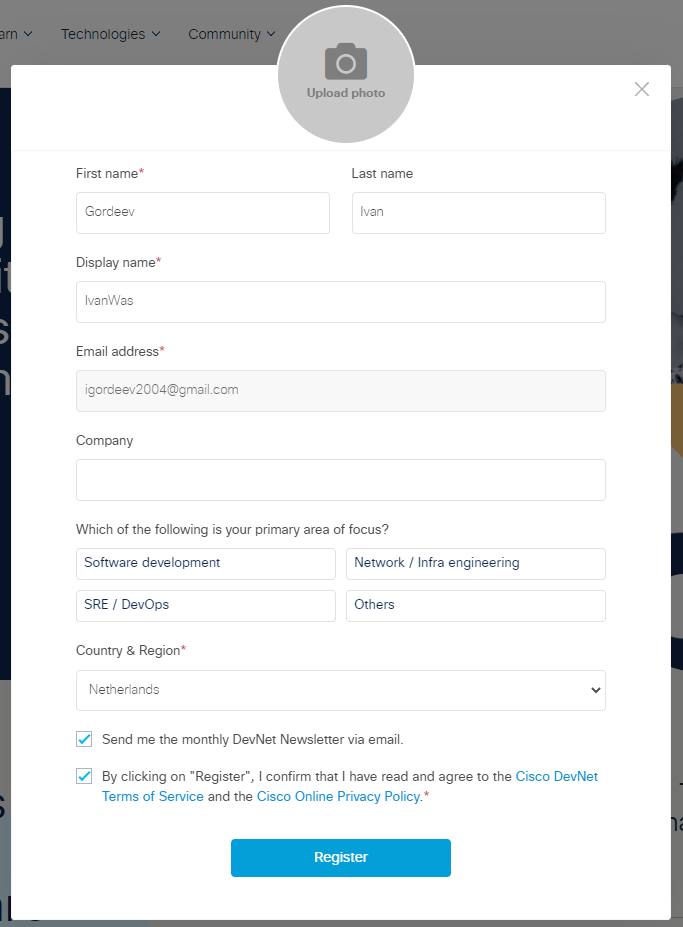 arn Technologies Community
Upload photo
First name* Last name
Gordeev Ivan
Display name*
IvanWas
Email address*
igordeev2004@gmail.com
Company
Which of the following is your primary area of focus?
Software development Network / Infra engineering
SRE / DevOps Others
Country & Region*
Netherlands
Send me the monthly DevNet Newsletter via email.
By clicking on "Register", I confirm that I have read and agree to the Cisco DevNet
Terms of Service and the Cisco Online Privacy Policy.*
Register